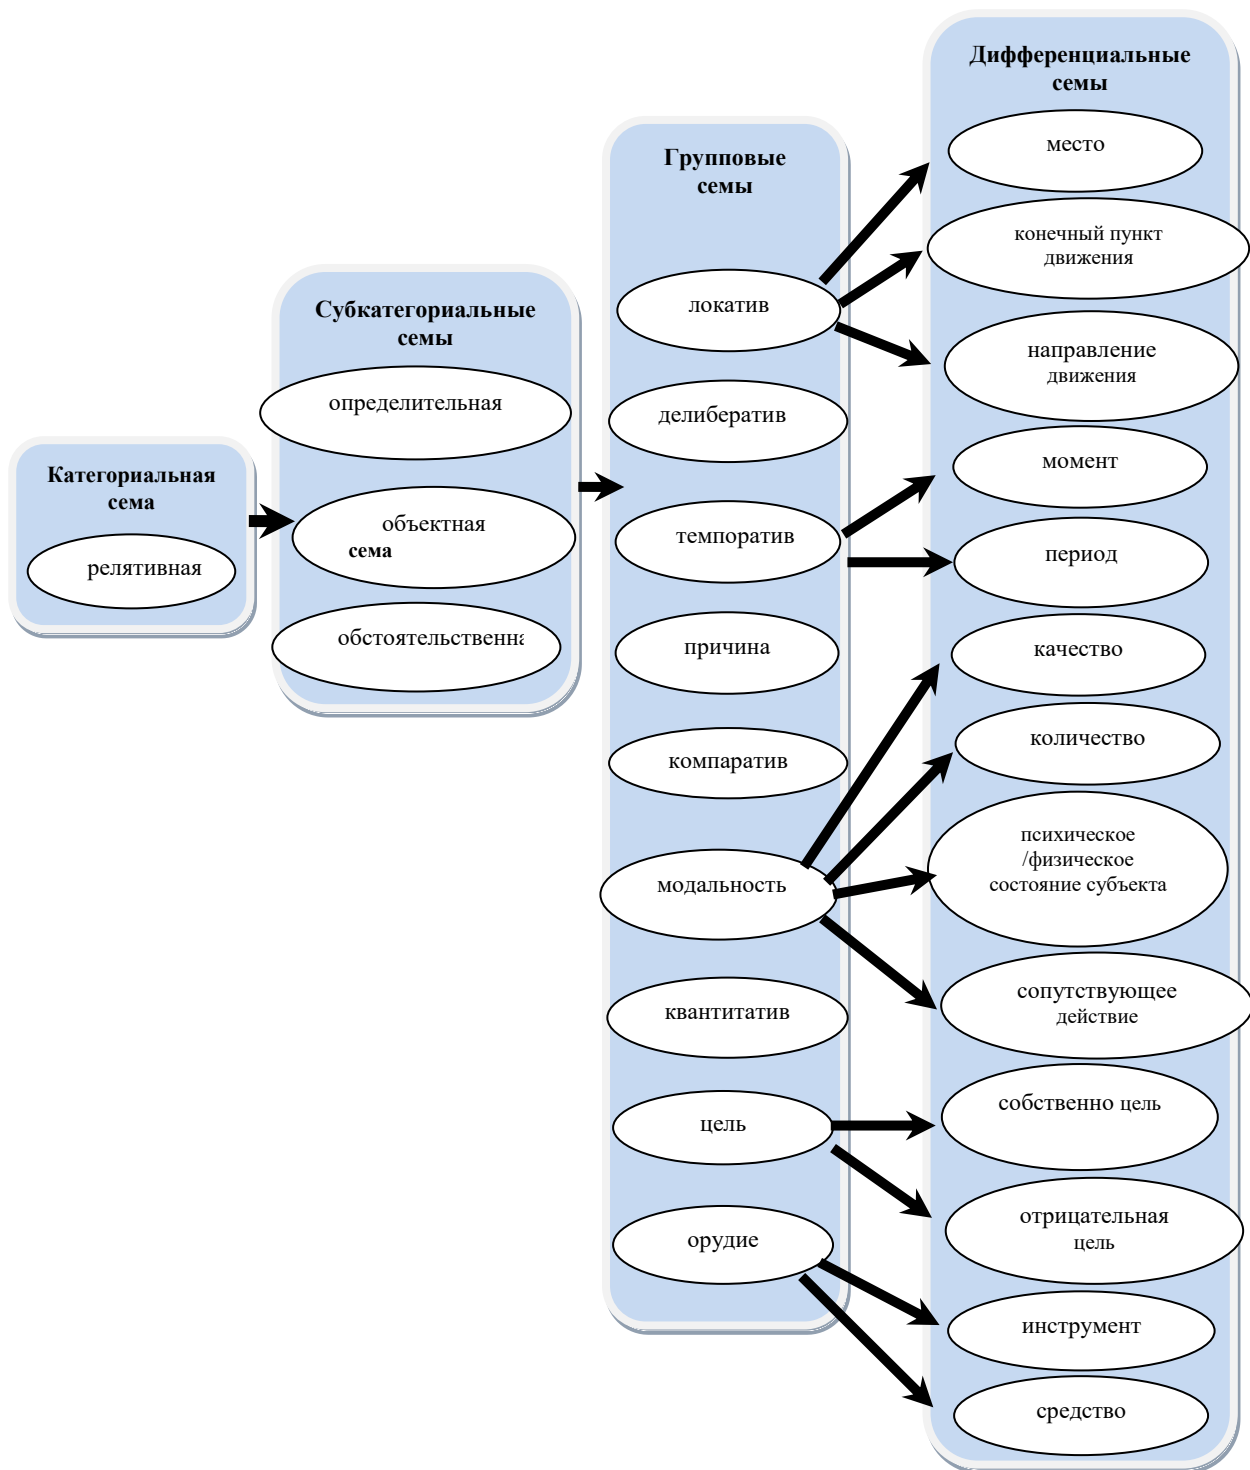 Категориальная
сема
релятивная
Субкатегориальные
семы
определительная
объектная
сема
обстоятельственна
Групповые
семы
локатив
делибератив
темпоратив
причина
компаратив
модальность
квантитатив
цель
орудие
Дифференциальные
семы
место
конечный пункт
движения
направление
движения
момент
период
качество
количество
психическое
/физическое
состояние субъекта
сопутствующее
действие
собственно цель
отрицательная
цель
инструмент
средство